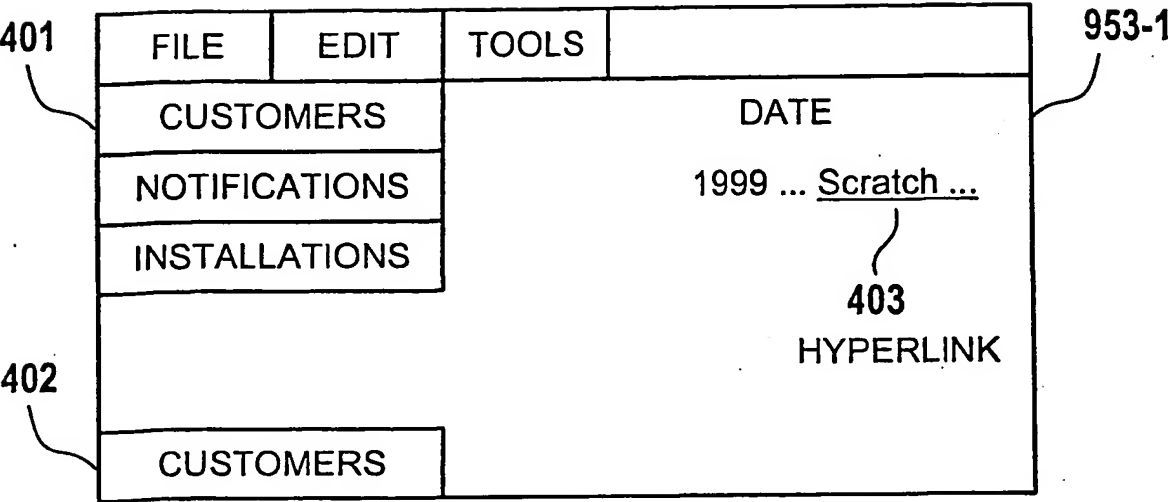 401 FILE EDIT TOOLS 953-1
CUSTOMERS DATE
NOTIFICATIONS 1999 ... Scratch ...
INSTALLATIONS
403
HYPERLINK
402
CUSTOMERS